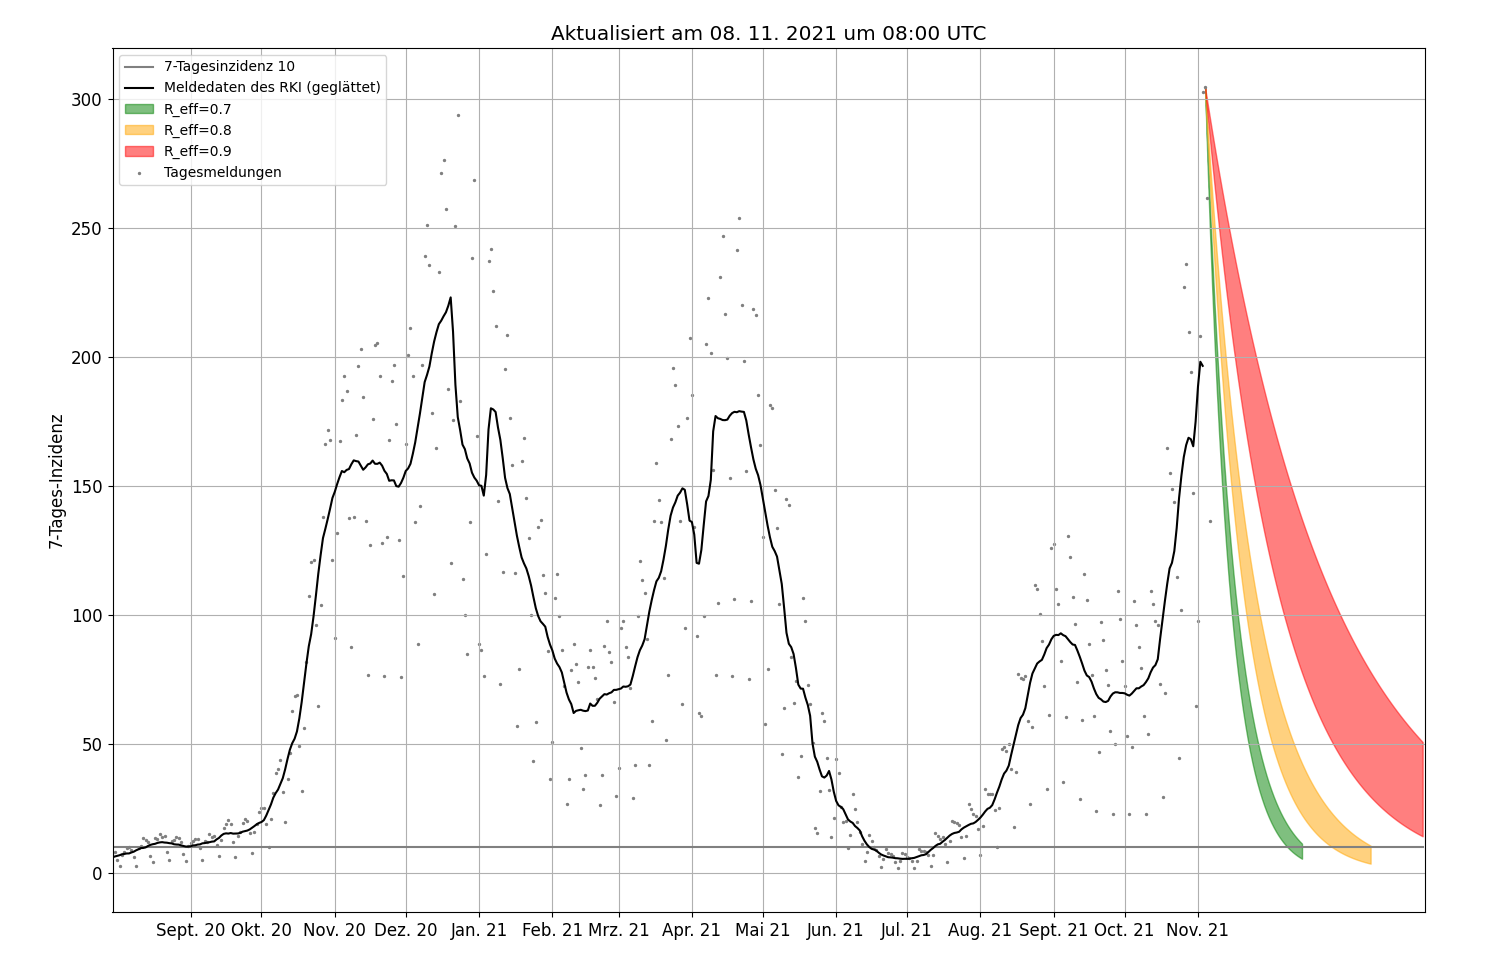 Aktualisiert am 08. 11. 2021 um 08:00 UTC
7-Tagesinzidenz 10
Meldedaten des RKI (geglättet)
R_eff=0.7
R_eff=0.8
R_eff=0.9
Tagesmeldungen
7-Tages-Inzidenz
300
250
200
150
100
50
0
Sept. 20 Okt. 20 Nov. 20 Dez. 20 Jan. 21 Feb. 21 Mrz. 21 Apr. 21 Mai 21 Jun. 21 Jul. 21 Aug. 21 Sept. 21 Oct. 21 Nov. 21